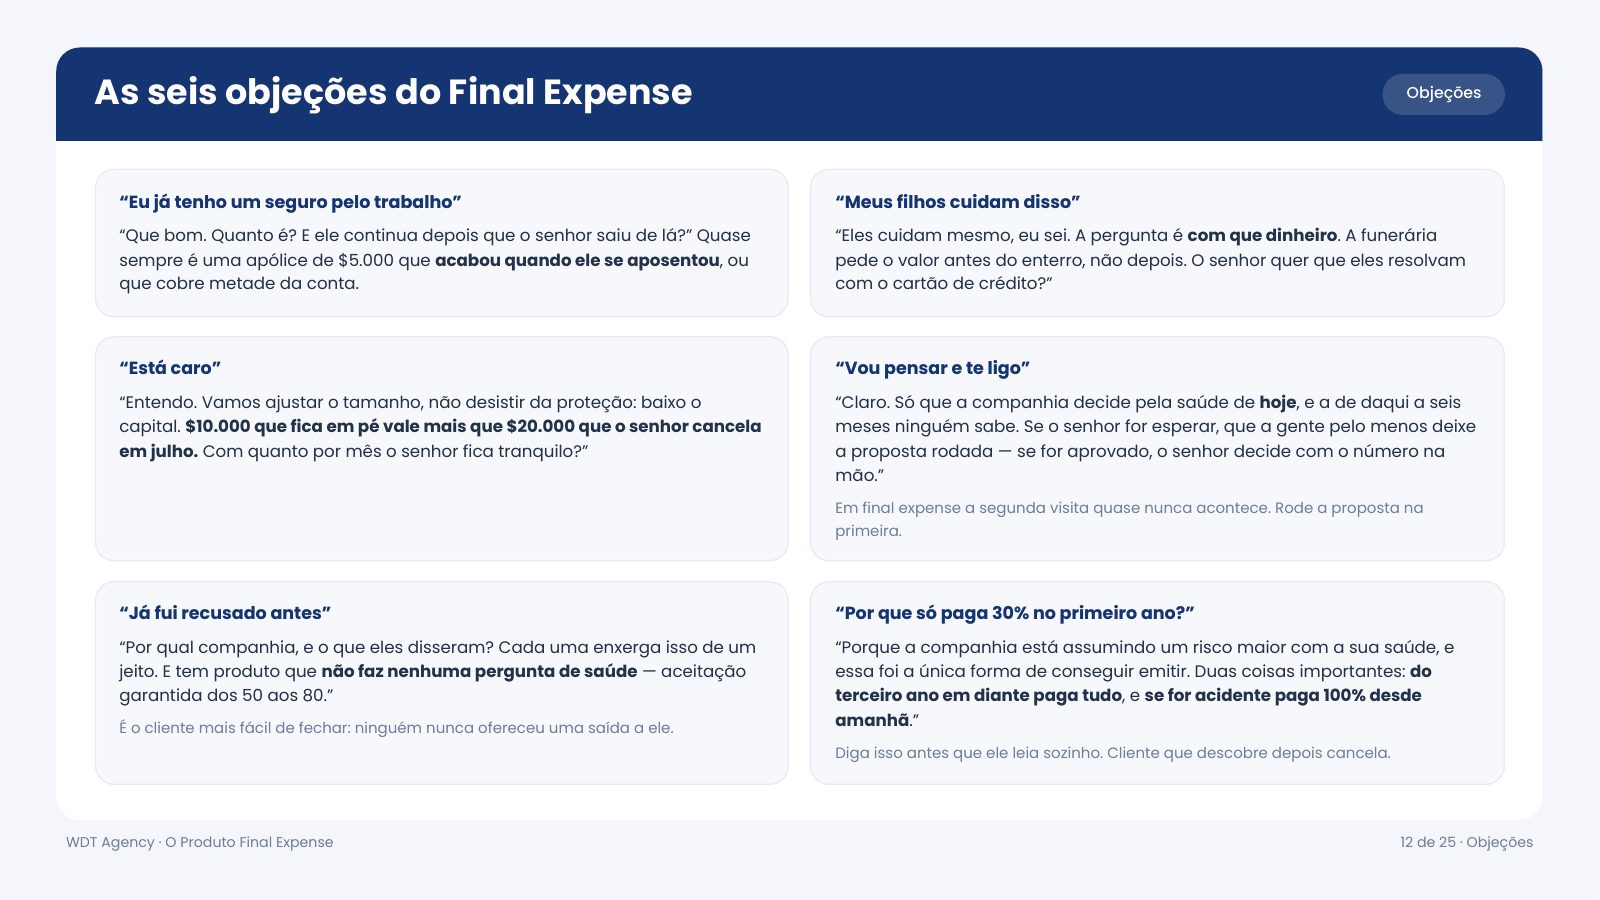 As seis objeções do Final Expense
Objeções
“Eu já tenho um seguro pelo trabalho”
“Que bom. Quanto é? E ele continua depois que o senhor saiu de lá?” Quase
sempre é uma apólice de $5.000 que acabou quando ele se aposentou, ou
que cobre metade da conta.
“Meus filhos cuidam disso”
“Eles cuidam mesmo, eu sei. A pergunta é com que dinheiro. A funerária
pede o valor antes do enterro, não depois. O senhor quer que eles resolvam
com o cartão de crédito?”
“Está caro”
“Entendo. Vamos ajustar o tamanho, não desistir da proteção: baixo o
capital. $10.000 que fica em pé vale mais que $20.000 que o senhor cancela
em julho. Com quanto por mês o senhor fica tranquilo?”
“Vou pensar e te ligo”
“Claro. Só que a companhia decide pela saúde de hoje, e a de daqui a seis
meses ninguém sabe. Se o senhor for esperar, que a gente pelo menos deixe
a proposta rodada — se for aprovado, o senhor decide com o número na
mão.”
Em final expense a segunda visita quase nunca acontece. Rode a proposta na
primeira.
“Já fui recusado antes”
“Por qual companhia, e o que eles disseram? Cada uma enxerga isso de um
jeito. E tem produto que não faz nenhuma pergunta de saúde — aceitação
garantida dos 50 aos 80.”
É o cliente mais fácil de fechar: ninguém nunca ofereceu uma saída a ele.
“Por que só paga 30% no primeiro ano?”
“Porque a companhia está assumindo um risco maior com a sua saúde, e
essa foi a única forma de conseguir emitir. Duas coisas importantes: do
terceiro ano em diante paga tudo, e se for acidente paga 100% desde
amanhã.”
Diga isso antes que ele leia sozinho. Cliente que descobre depois cancela.
WDT Agency · O Produto Final Expense
12 de 25 · Objeções